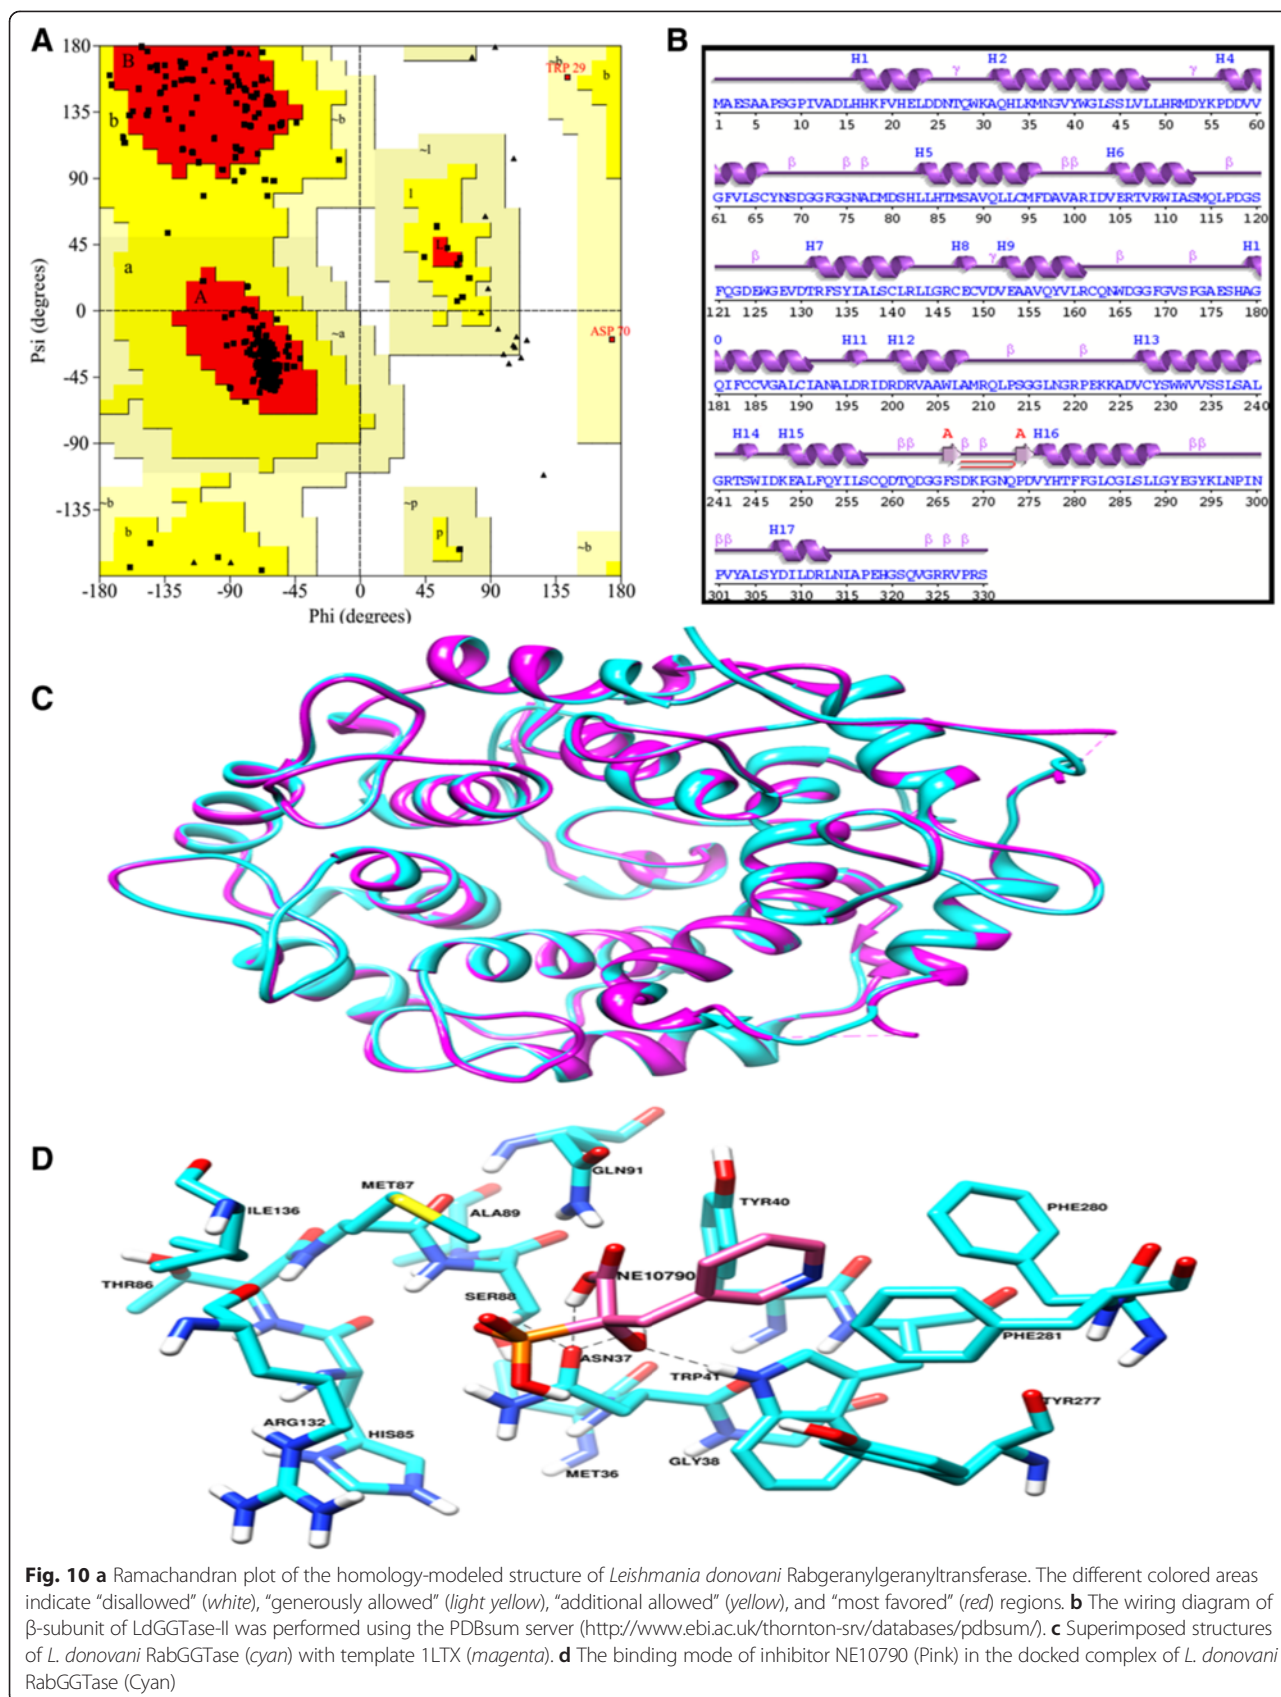 A
180
135
90
45
0
-45
-90
-135
Psi (degrees)
-180
-135
-90
-45
0
45
90
135
180
Phi (degrees)
B
b
~b
~l
l
L
a
A
~a
~b
b
TRP 29
ASP 70
~b
b
~p
p
~b
B
H1 γ H2 γ H4
MAESAAPSGPIVADLHHKFVHELDDNTQWKAQHLKMNGVYWGLSSLVLLHRMDYKPDDVV
1 5 10 15 20 25 30 35 40 45 50 55 60
β β β H5 β β H6 β
GFVLSCYNSDGGFGGNADMDSHLLHTMSAVQLLCMFDAVARIDVERTVRWIASMQLPDGS
61 65 70 75 80 85 90 95 100 105 110 115 120
β H7 H8 γ H9 β β H1
FQGDEWGEVDTRFSYIALSCLRLIGRCECVDVEAAVQYVLRCQNWDGGFGVSPGAESHAG
121 125 130 135 140 145 150 155 160 165 170 175 180
0 H11 H12 β β H13
QIFCCVGALCIANALDRIDRDRVAAWLAMRQLPSGGLNGRPEKKADVCYSWWVVSSLSAL
181 185 190 195 200 205 210 215 220 225 230 235 240
H14 H15 ββ A β β A H16 ββ
GRTSWIDKEALFQYILSCQDTQDGGFSDKPGNQPDVYHTFFGLCGLSLLGYEGYKLNPIN
241 245 250 255 260 265 270 275 280 285 290 295 300
ββ H17 β β β
PVYALSYDILDRLNIAPEHGSQVGRRVPRS
301 305 310 315 320 325 330
C
D
GLN91
MET87
ILE136
ALA89
TYR40
PHE280
THR86
NE10790
SER88
PHE281
ASN37
TRP41
TYR277
ARG132
HIS85
GLY38
MET36
Fig. 10 a Ramachandran plot of the homology-modeled structure of Leishmania donovani Rabgeranylgeranyltransferase. The different colored areas
indicate “disallowed” (white), “generously allowed” (light yellow), “additional allowed” (yellow), and “most favored” (red) regions. b The wiring diagram of
β-subunit of LdGGTase-II was performed using the PDBsum server (http://www.ebi.ac.uk/thornton-srv/databases/pdbsum/). c Superimposed structures
of L. donovani RabGGTase (cyan) with template 1LTX (magenta). d The binding mode of inhibitor NE10790 (Pink) in the docked complex of L. donovani
RabGGTase (Cyan)